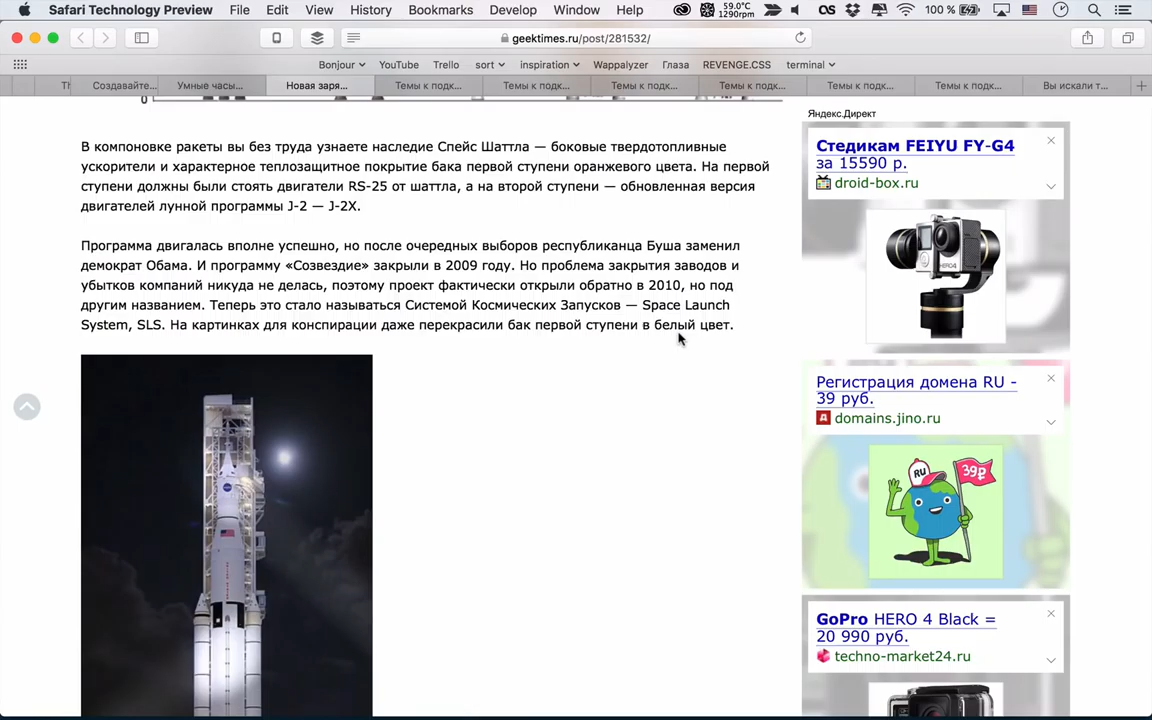 Safari Technology Preview File Edit View History Bookmarks Develop Window Help 59.0°C 1290rpm 100 %
geektimes.ru/post/281532/
Bonjour YouTube Trello sort inspiration Wappalyzer Глаза REVENGE.CSS terminal
Th Создавайте... Умные часы... Новая заря... Темы к подк... Темы к подк... Темы к подк... Темы к подк... Темы к подк... Темы к подк... Вы искали т...
0
В компоновке ракеты вы без труда узнаете наследие Спейс Шаттла — боковые твердотопливные
ускорители и характерное теплозащитное покрытие бака первой ступени оранжевого цвета. На первой
ступени должны были стоять двигатели RS-25 от шаттла, а на второй ступени — обновленная версия
двигателей лунной программы J-2 — J-2X.
Программа двигалась вполне успешно, но после очередных выборов республиканца Буша заменил
демократ Обама. И программу «Созвездие» закрыли в 2009 году. Но проблема закрытия заводов и
убытков компаний никуда не делась, поэтому проект фактически открыли обратно в 2010, но под
другим названием. Теперь это стало называться Системой Космических Запусков — Space Launch
System, SLS. На картинках для конспирации даже перекрасили бак первой ступени в белый цвет.
Яндекс.Директ
Стедикам FEIYU FY-G4
за 15590 р.
droid-box.ru
HERO4
Регистрация домена RU -
39 руб.
domains.jino.ru
RU
39₽
GoPro HERO 4 Black =
20 990 руб.
techno-market24.ru